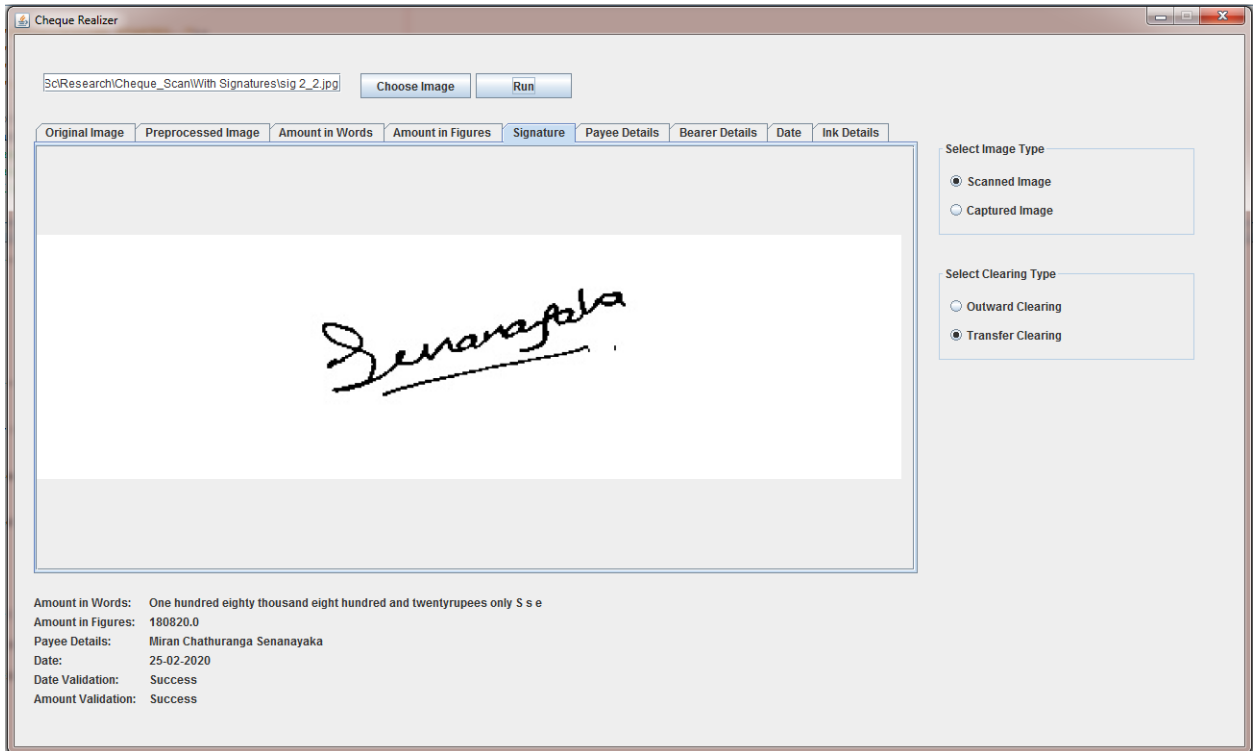 Cheque Realizer
Sc\Research\Cheque_Scan\With Signatures\sig 2_2.jpg Choose Image Run
Original Image Preprocessed Image Amount in Words Amount in Figures Signature Payee Details Bearer Details Date Ink Details
Select Image Type
Scanned Image
Captured Image
Select Clearing Type
Outward Clearing
Transfer Clearing
Senanayaka
Amount in Words: One hundred eighty thousand eight hundred and twentyrupees only S s e
Amount in Figures: 180820.0
Payee Details: Miran Chathuranga Senanayaka
Date: 25-02-2020
Date Validation: Success
Amount Validation: Success